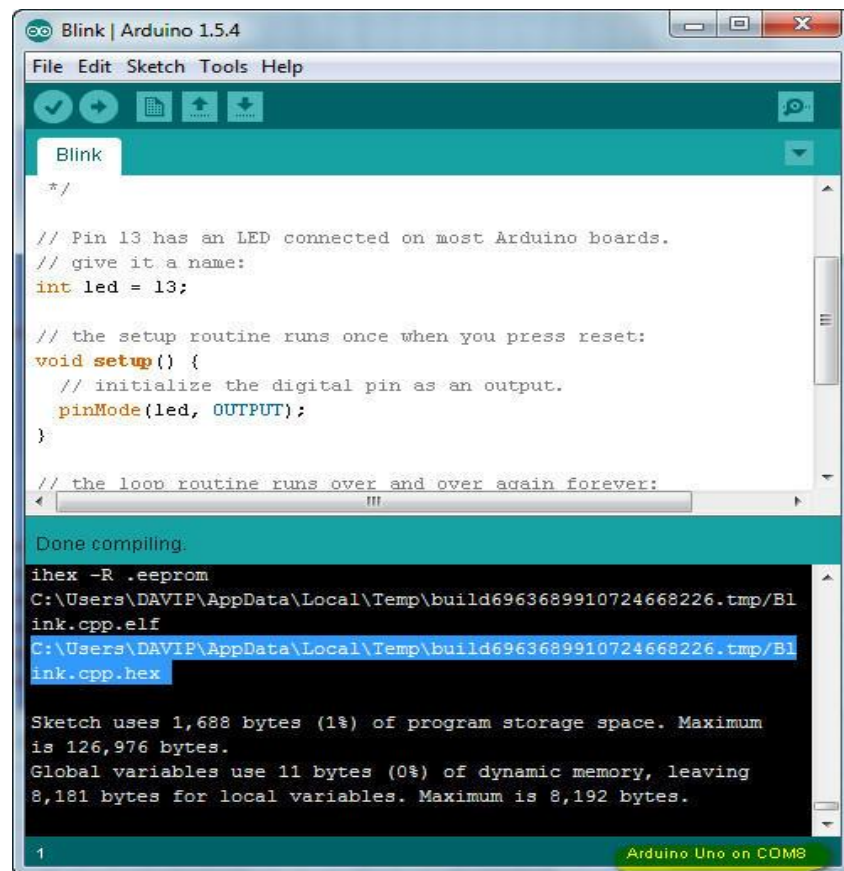 Blink | Arduino 1.5.4
File Edit Sketch Tools Help
Blink
*/
// Pin 13 has an LED connected on most Arduino boards.
// give it a name:
int led = 13;
// the setup routine runs once when you press reset:
void setup() {
// initialize the digital pin as an output.
pinMode(led, OUTPUT);
}
// the loop routine runs over and over again forever:
Done compiling.
ihex -R .eeprom
C:\Users\DAVIP\AppData\Local\Temp\build6963689910724668226.tmp/Bl
ink.cpp.elf
C:\Users\DAVIP\AppData\Local\Temp\build6963689910724668226.tmp/Bl
ink.cpp.hex
Sketch uses 1,688 bytes (1%) of program storage space. Maximum
is 126,976 bytes.
Global variables use 11 bytes (0%) of dynamic memory, leaving
8,181 bytes for local variables. Maximum is 8,192 bytes.
1
Arduino Uno on COM8